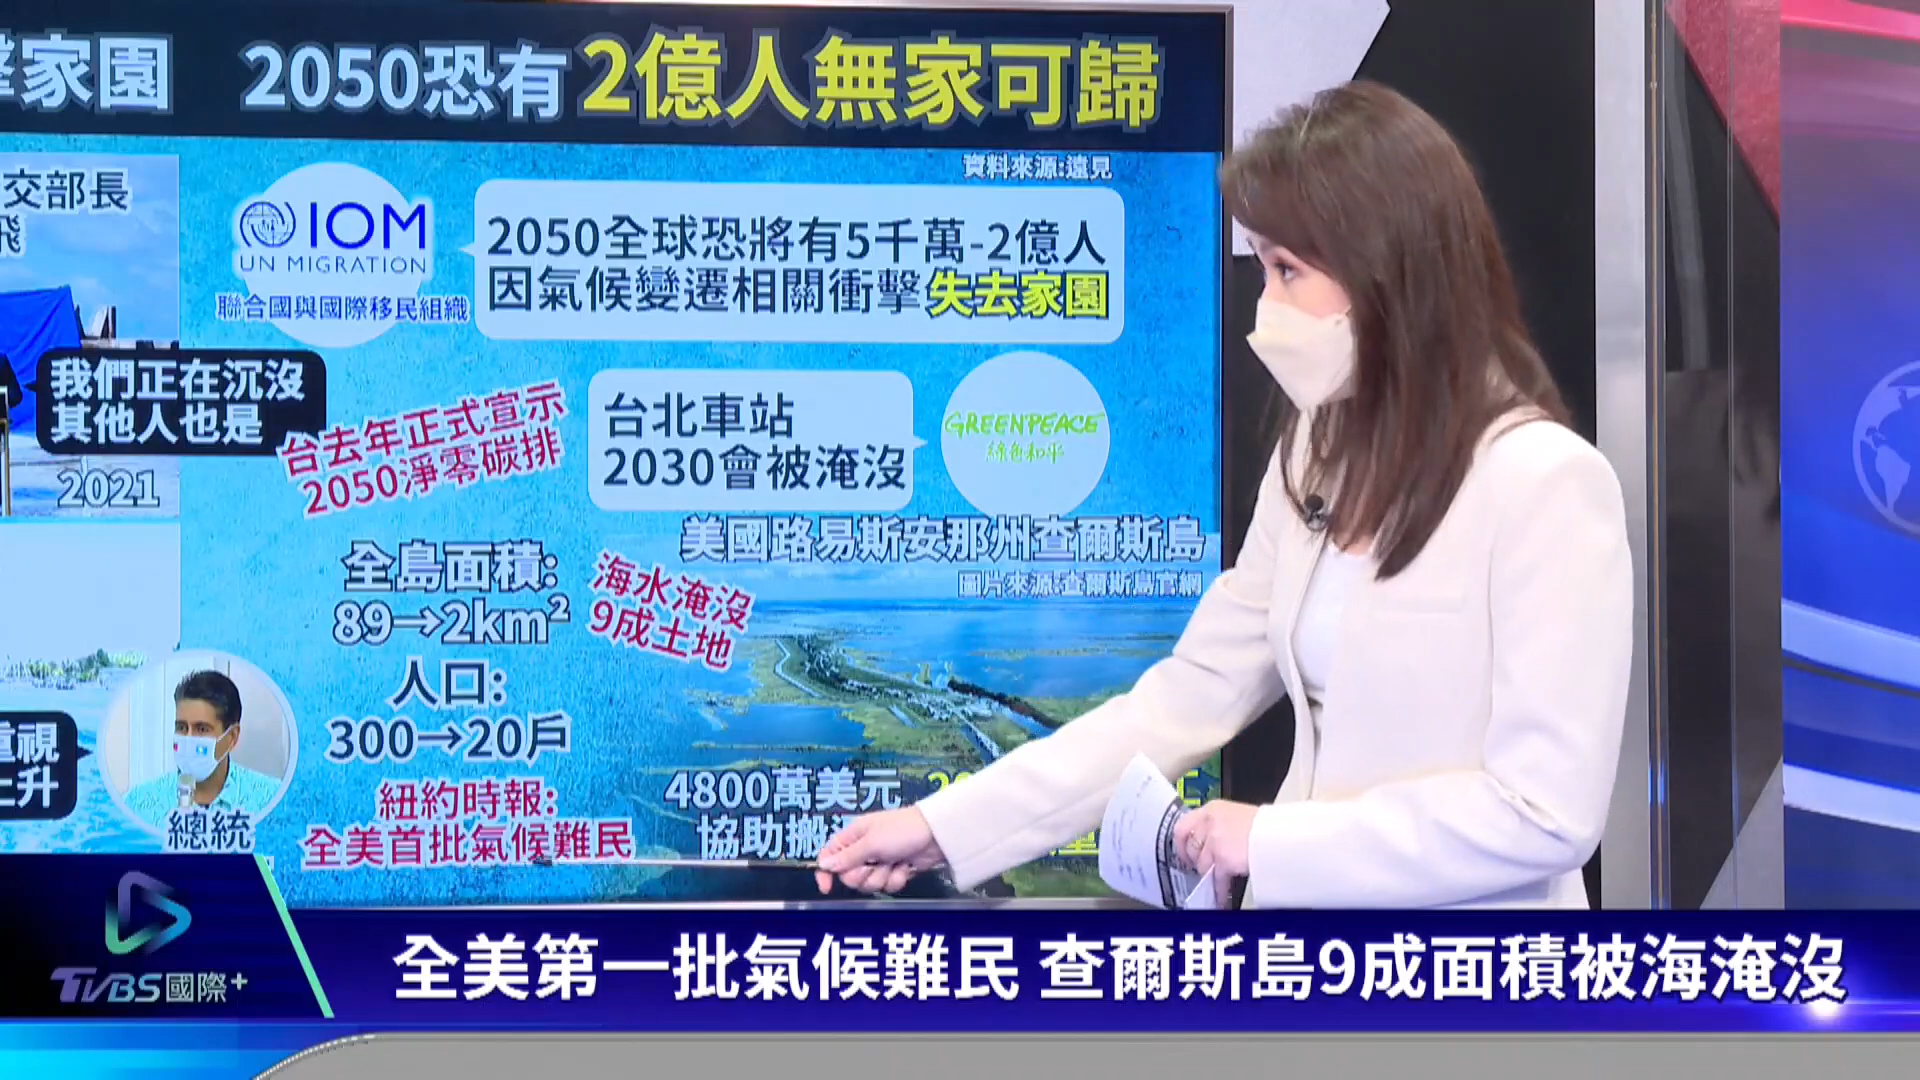 家園 2050恐有2億人無家可歸
資料來源:遠見
交部長
IOM
UN MIGRATION
聯合國與國際移民組織
2050全球恐將有5千萬-2億人
因氣候變遷相關衝擊失去家園
我們正在沉沒
其他人也是
2021
台去年正式宣示
2050淨零碳排
台北車站
2030會被淹沒
GREENPEACE
綠色和平
美國路易斯安那州查爾斯島
圖片來源:查爾斯島官網
全島面積:
89→2km²
海水淹沒
9成土地
人口:
300→20戶
重視
上升
總統
紐約時報:
全美首批氣候難民
4800萬美元
協助搬
TVBS國際+
全美第一批氣候難民 查爾斯島9成面積被海淹沒